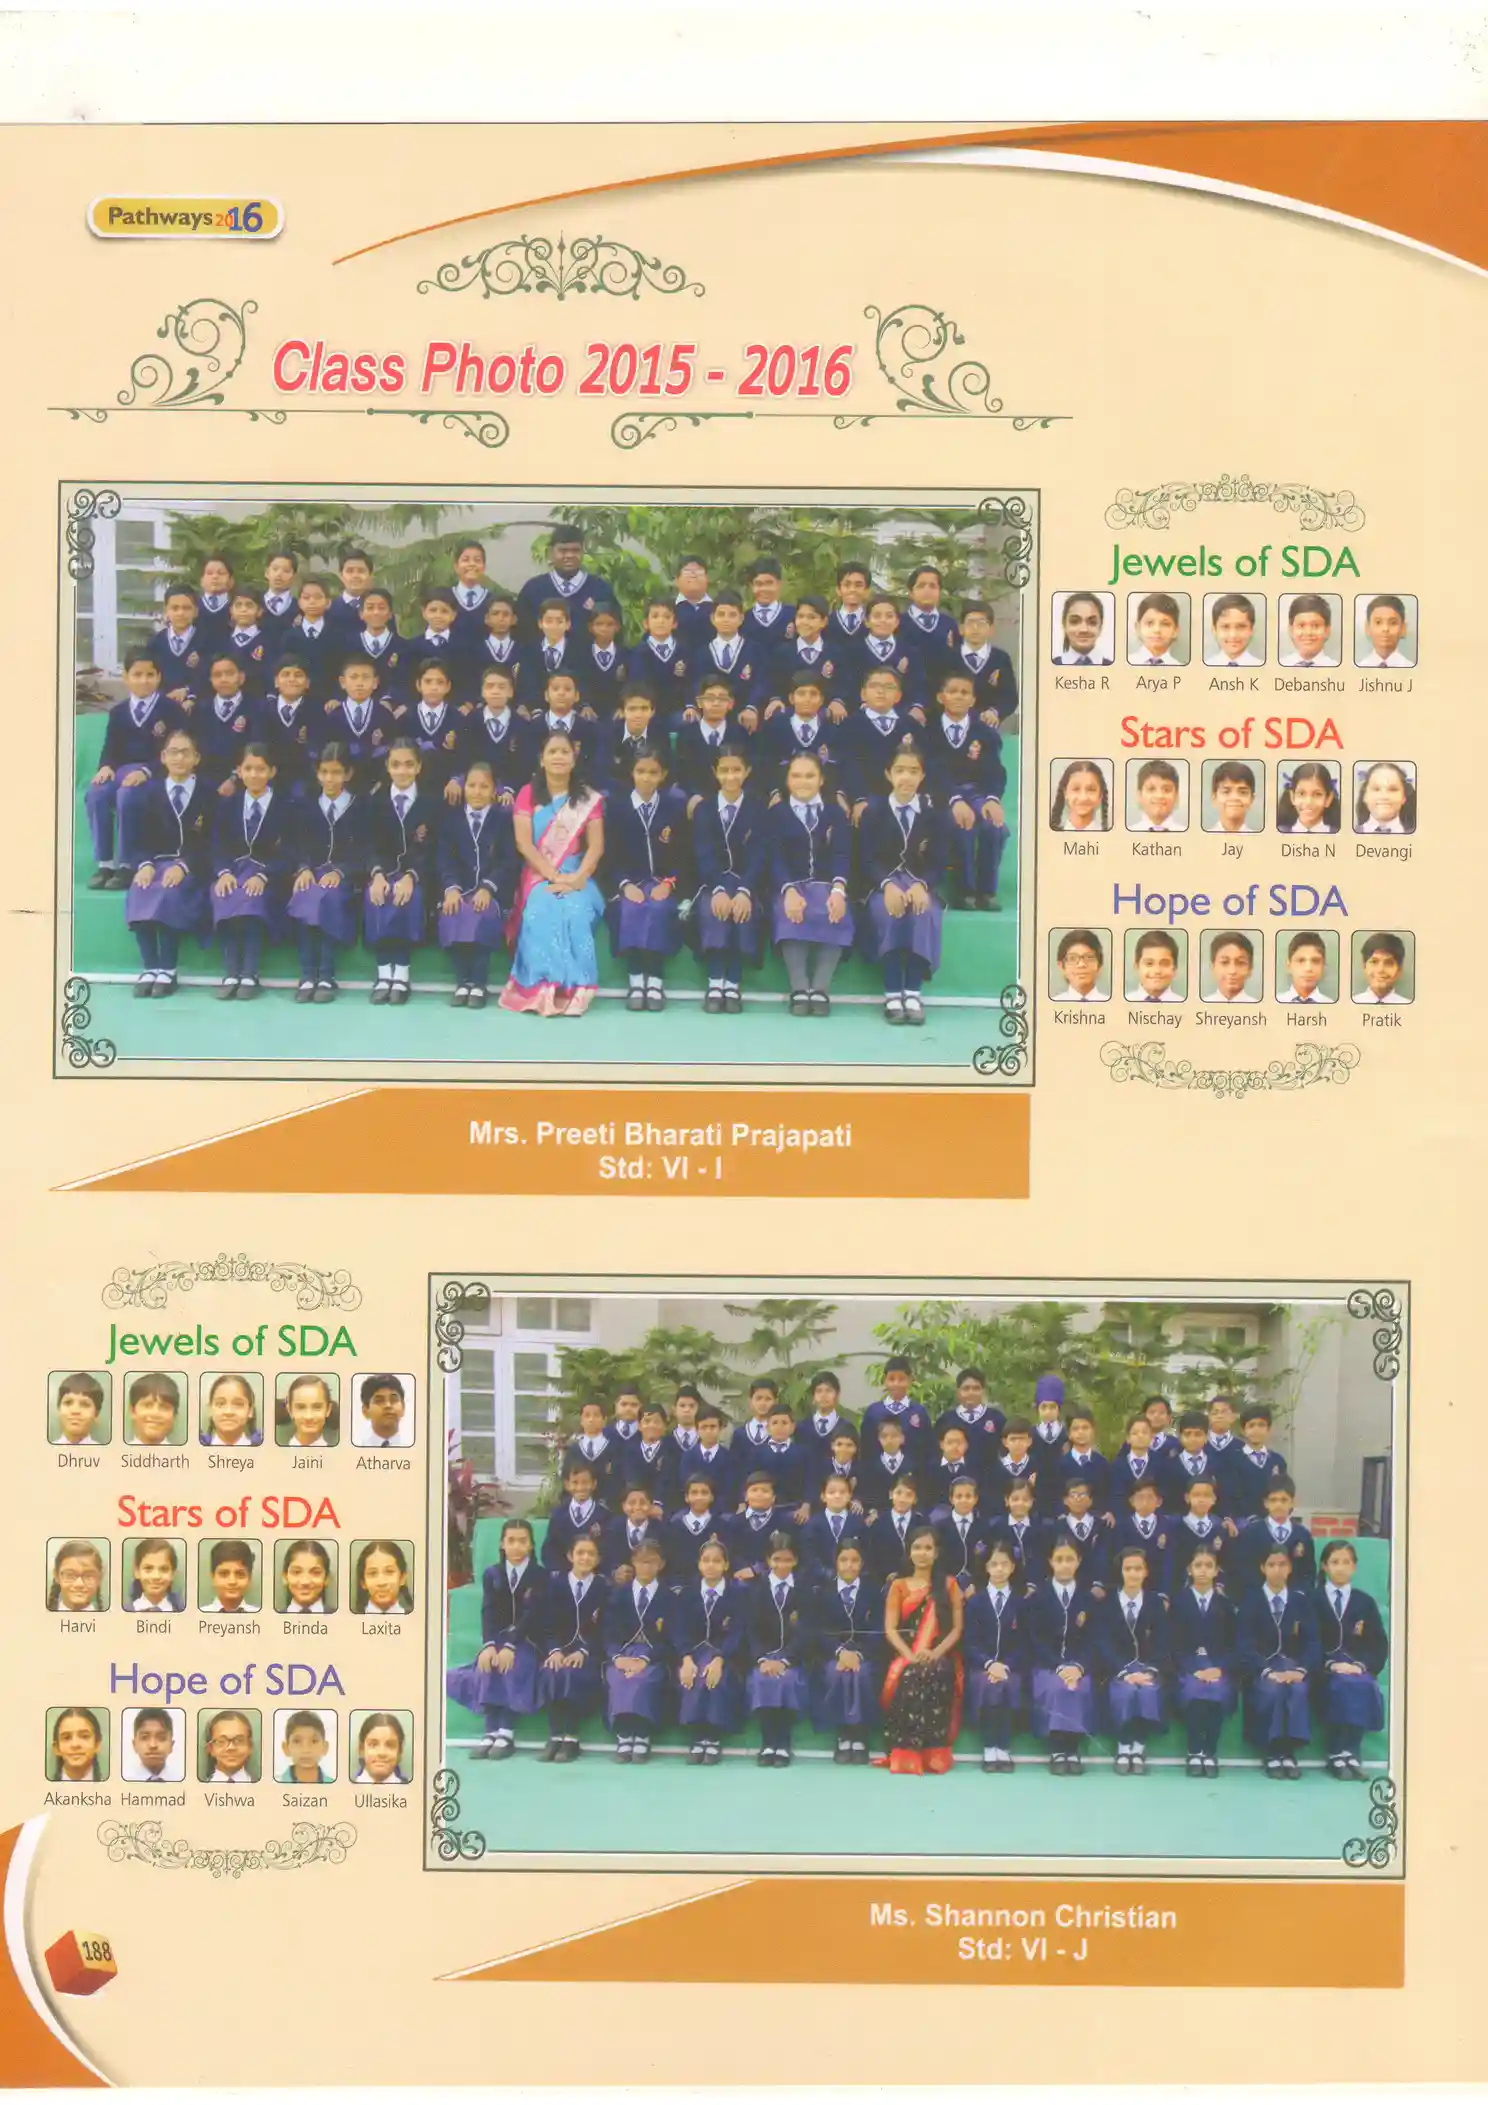 Pathways 2016
Class Photo 2015 - 2016
Jewels of SDA
Kesha R Arya P Ansh K Debanshu Jishnu J
Stars of SDA
Mahi Kathan Jay Disha N Devangi
Hope of SDA
Krishna Nischay Shreyansh Harsh Pratik
Mrs. Preeti Bharati Prajapati
Std: VI - I
Jewels of SDA
Dhruv Siddharth Shreya Jaini Atharva
Stars of SDA
Harvi Bindi Preyansh Brinda Laxita
Hope of SDA
Akanksha Hammad Vishwa Saizan Ullasika
Ms. Shannon Christian
Std: VI - J
188